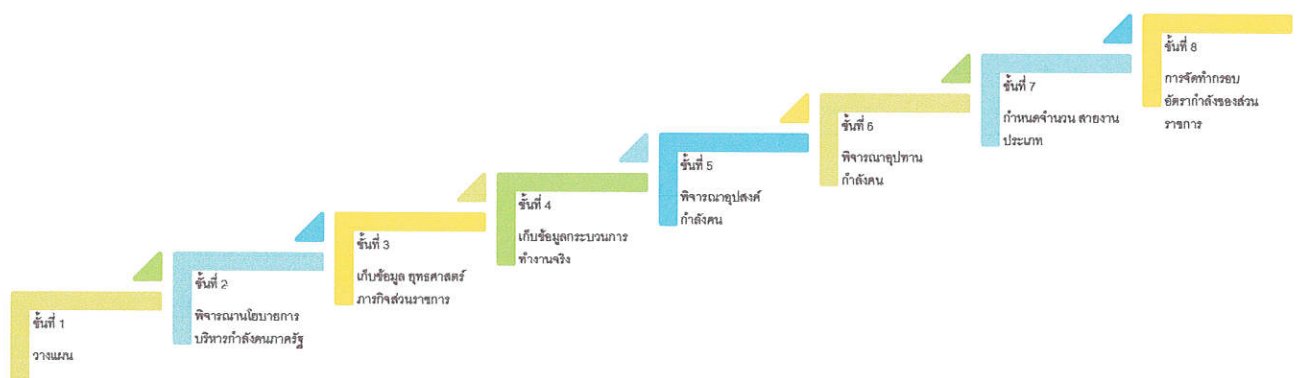 ขั้นที่ 1
วางแผน
ขั้นที่ 2
พิจารณานโยบายการ
บริหารกำลังคนภาครัฐ
ขั้นที่ 3
เก็บข้อมูล ยุทธศาสตร์
ภารกิจส่วนราชการ
ขั้นที่ 4
เก็บข้อมูลกระบวนการ
ทำงานจริง
ขั้นที่ 5
พิจารณาอุปสงค์
กำลังคน
ขั้นที่ 6
พิจารณาอุปทาน
กำลังคน
ขั้นที่ 7
กำหนดจำนวน สายงาน
ประเภท
ขั้นที่ 8
การจัดทำกรอบ
อัตรากำลังของส่วน
ราชการ